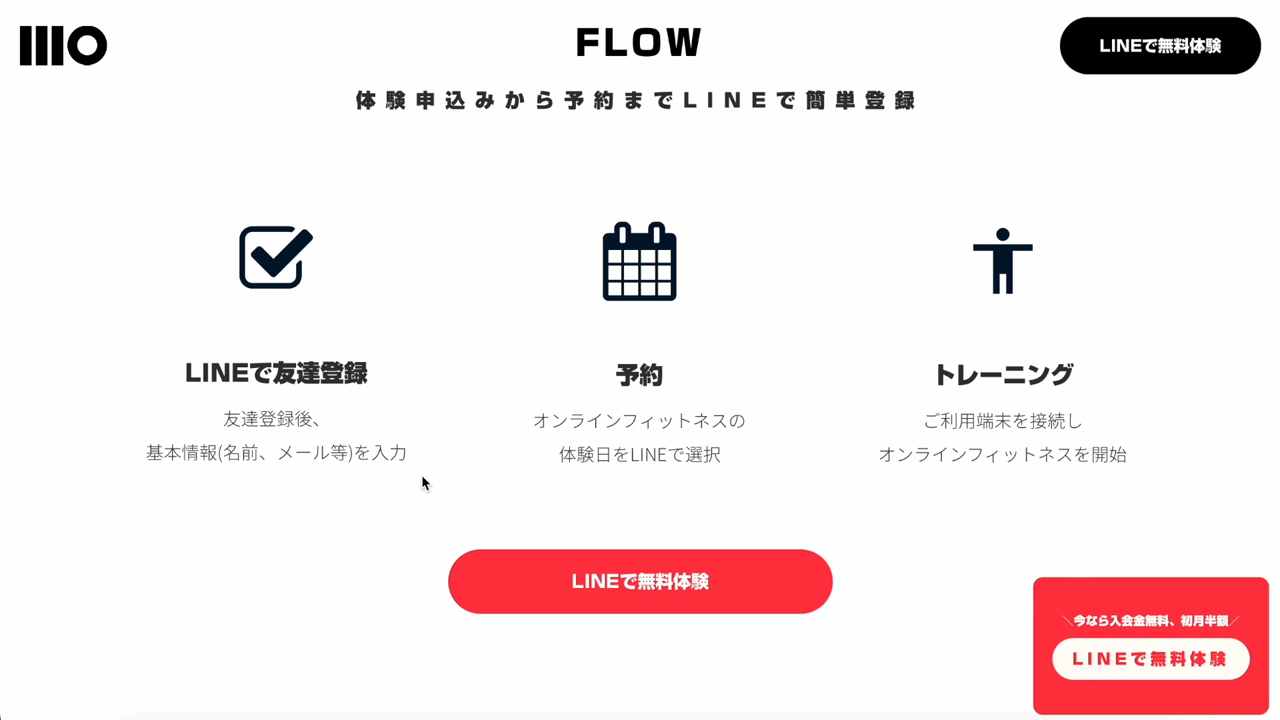 FLOW
LINEで無料体験
体験申込みから予約までLINEで簡単登録
LINEで友達登録
友達登録後、
基本情報(名前、メール等)を入力
予約
オンラインフィットネスの
体験日をLINEで選択
トレーニング
ご利用端末を接続し
オンラインフィットネスを開始
LINEで無料体験
＼今なら入会金無料、初月半額／
LINEで無料体験